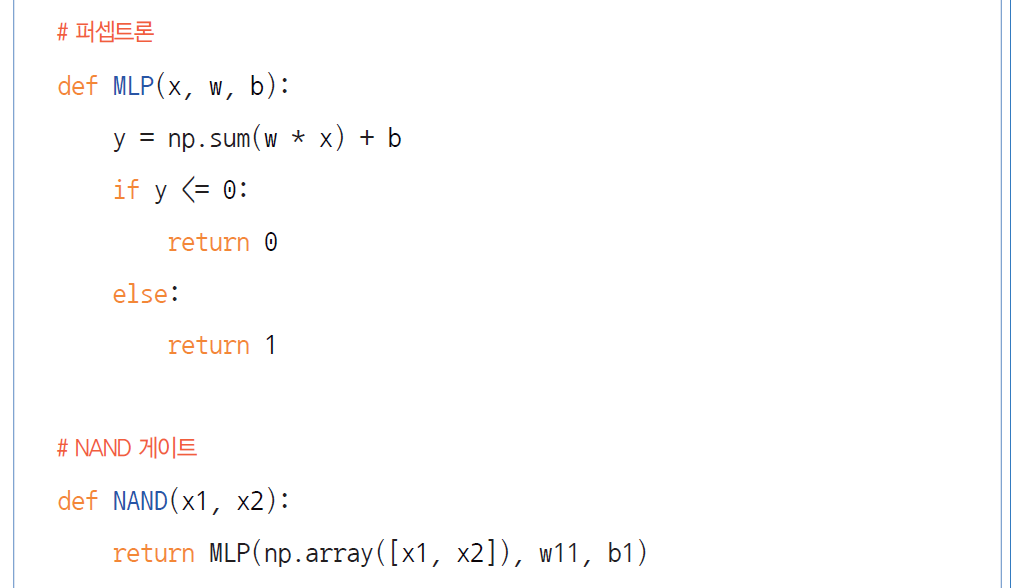 # 퍼셉트론
def MLP(x, w, b):
    y = np.sum(w * x) + b
    if y <= 0:
        return 0
    else:
        return 1
# NAND 게이트
def NAND(x1, x2):
    return MLP(np.array([x1, x2]), w11, b1)